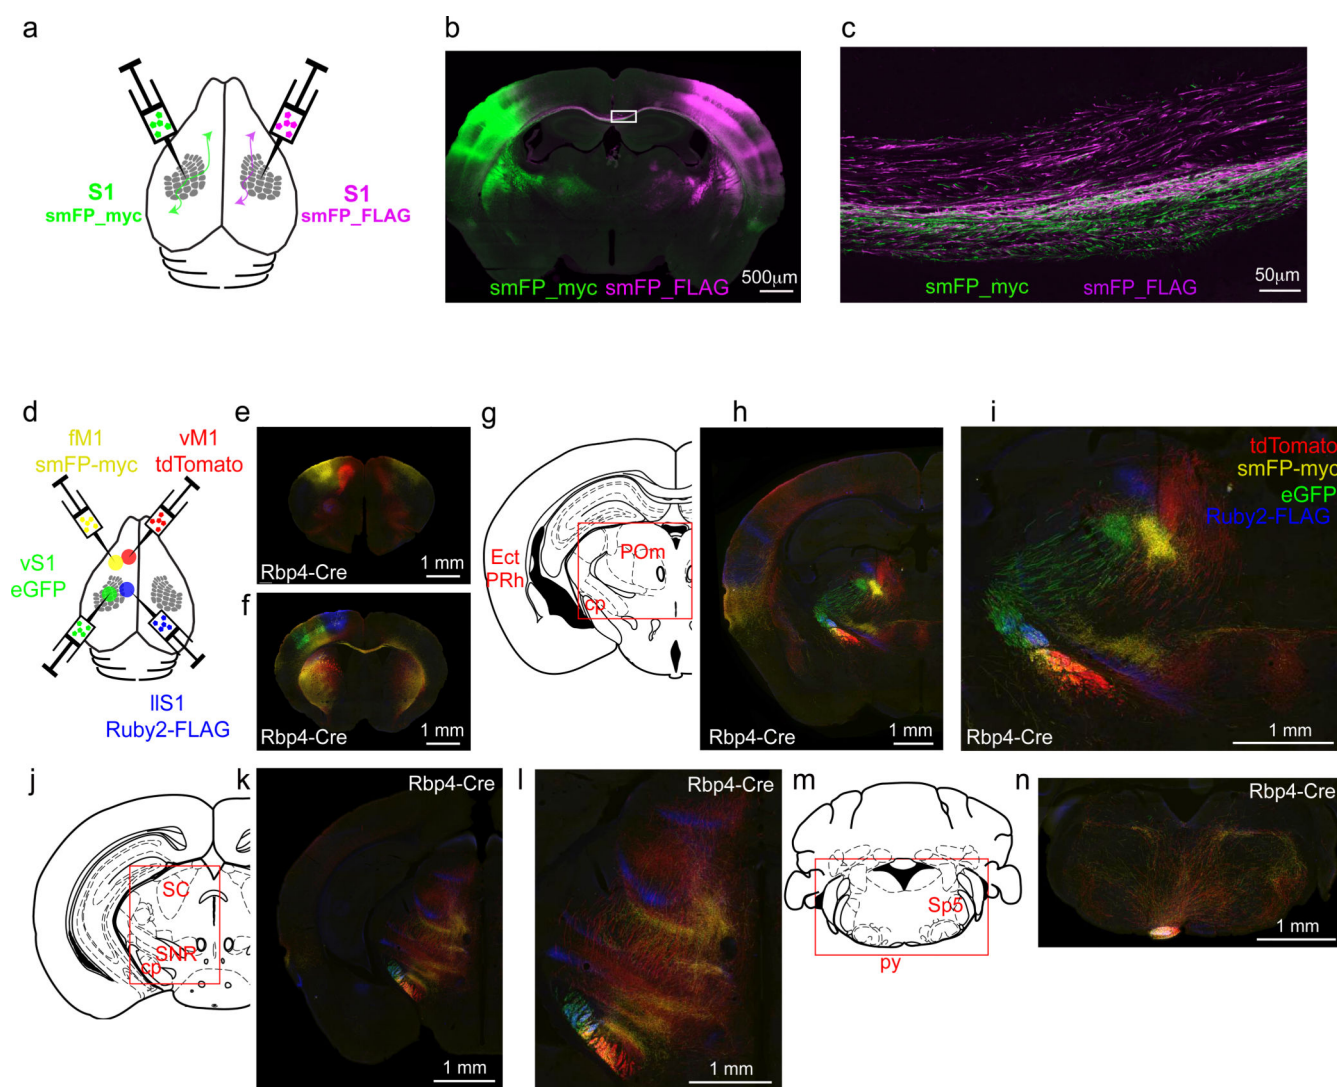 a
S1
smFP_myc
S1
smFP_FLAG
b
smFP_myc smFP_FLAG
500μm
c
smFP_myc
smFP_FLAG
50μm
d
fM1
smFP-myc
vM1
tdTomato
vS1
eGFP
llS1
Ruby2-FLAG
e
Rbp4-Cre
1 mm
f
Rbp4-Cre
1 mm
g
Ect
PRh
POm
cp
h
Rbp4-Cre
1 mm
i
tdTomato
smFP-myc
eGFP
Ruby2-FLAG
Rbp4-Cre
1 mm
j
SC
SNR
cp
k
Rbp4-Cre
1 mm
l
Rbp4-Cre
1 mm
m
Sp5
py
n
Rbp4-Cre
1 mm